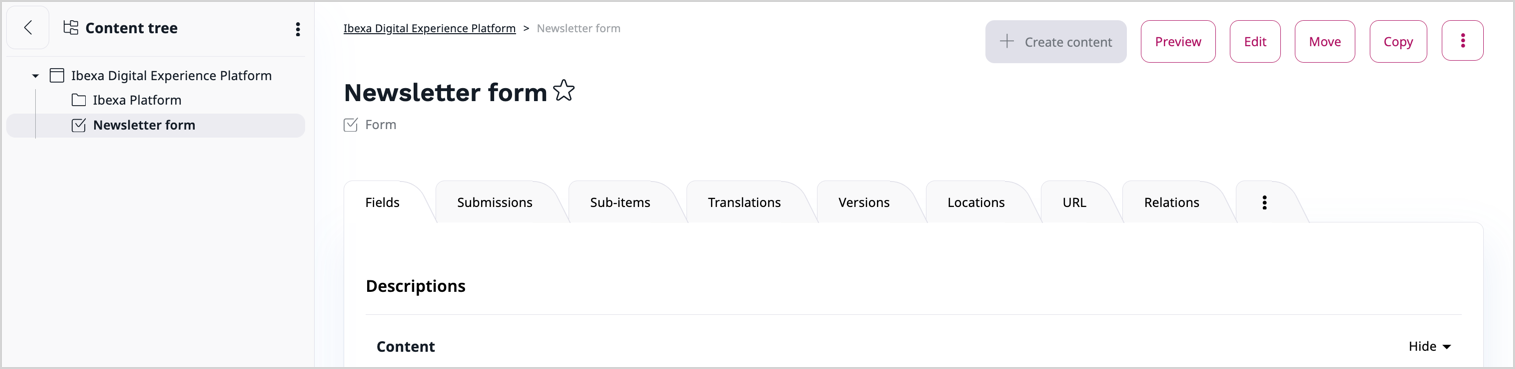 Content tree
Ibexa Digital Experience Platform
Ibexa Platform
Newsletter form
Ibexa Digital Experience Platform > Newsletter form
Create content Preview Edit Move Copy
Newsletter form
Form
Fields Submissions Sub-items Translations Versions Locations URL Relations
Descriptions
Content Hide